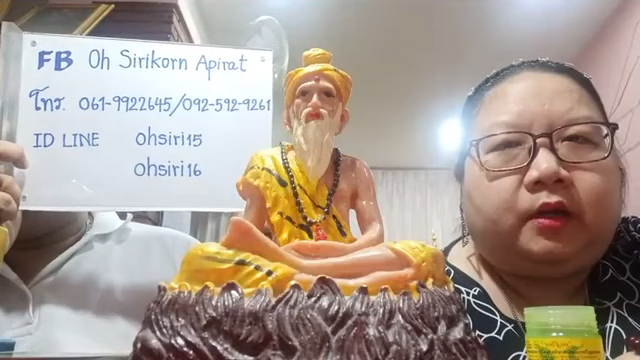 FB Oh Sirikorn Apirat
โทร. 061-9922645/092-592-9261
ID LINE ohsiri15
ohsiri16